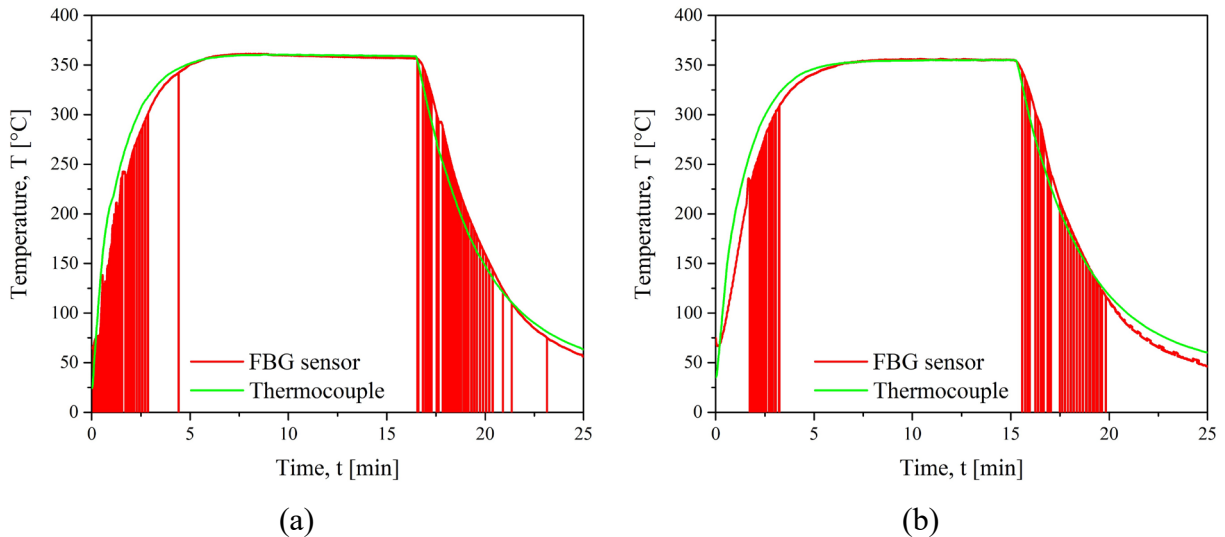 400
350
300
250
200
150
100
50
0
Temperature, T [°C]
FBG sensor
Thermocouple
0 5 10 15 20 25
Time, t [min]
(a)
400
350
300
250
200
150
100
50
0
Temperature, T [°C]
FBG sensor
Thermocouple
0 5 10 15 20 25
Time, t [min]
(b)